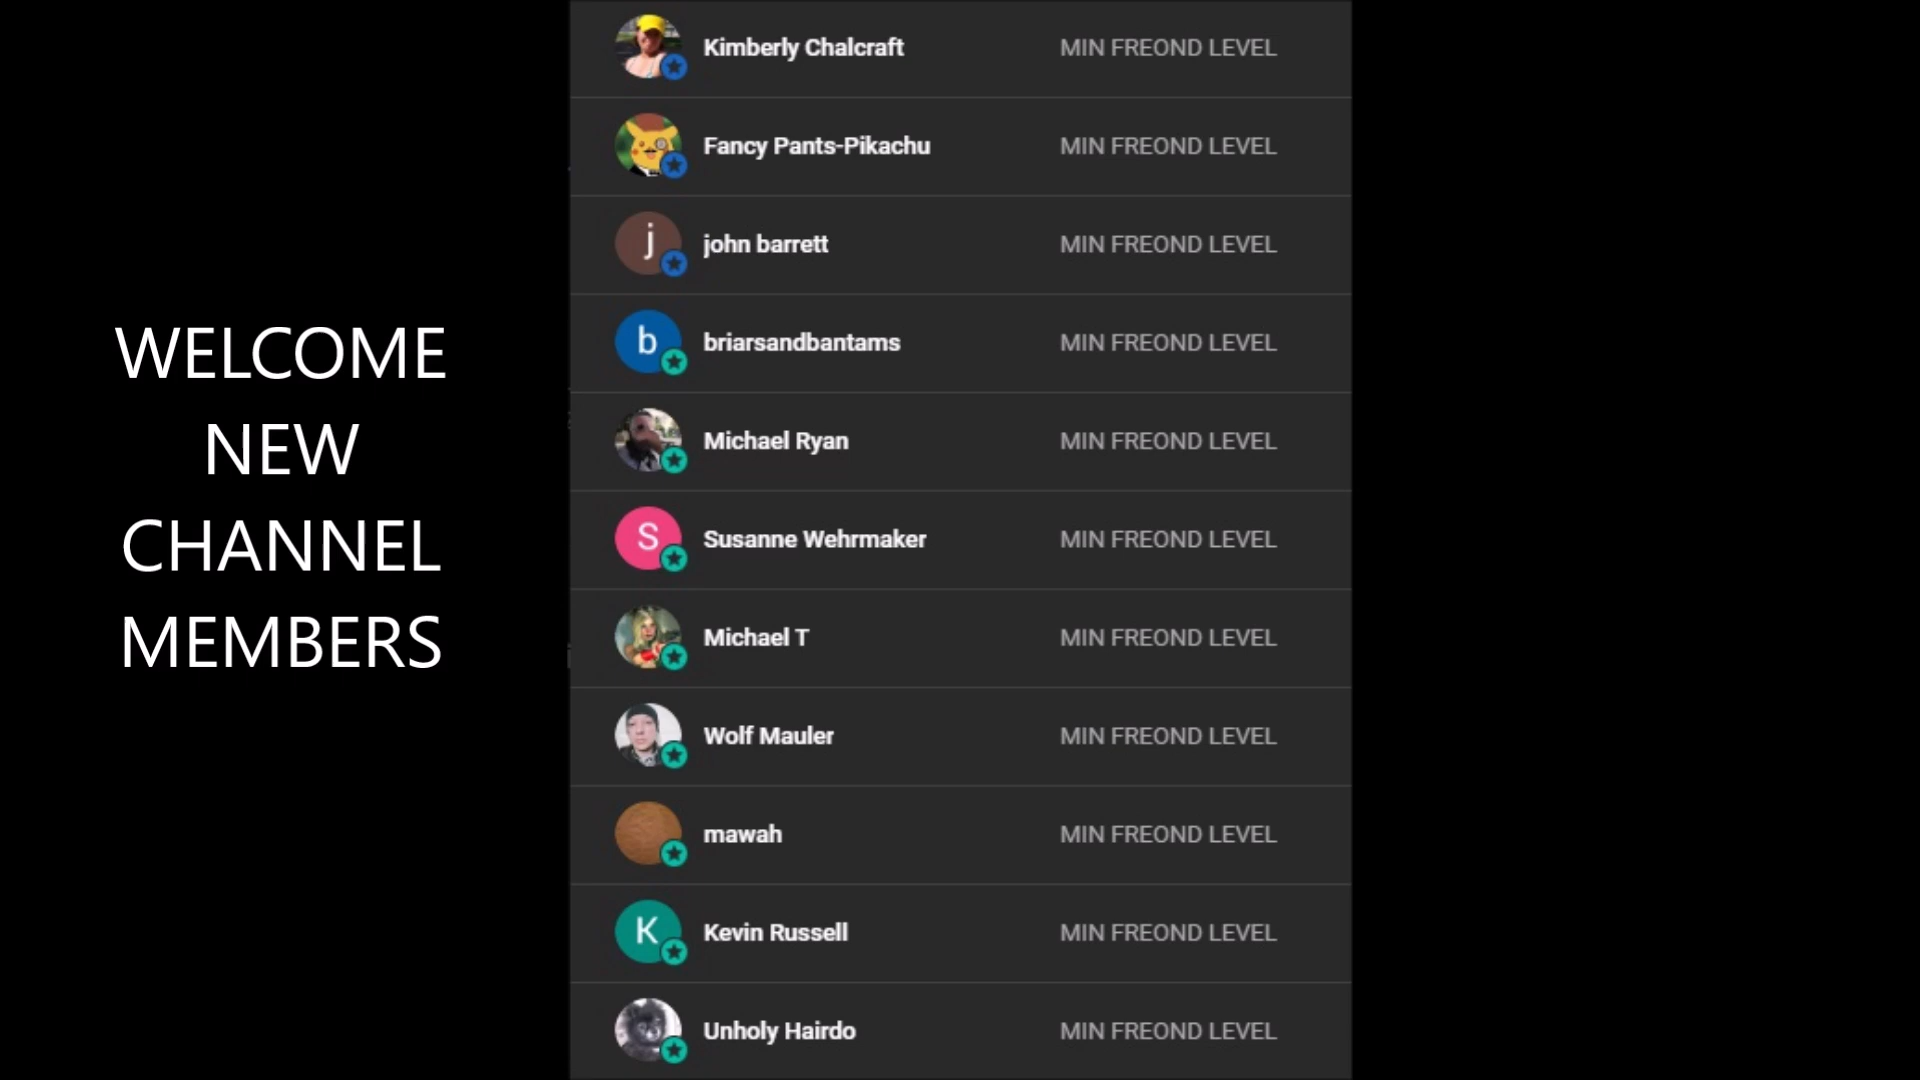 WELCOME
NEW
CHANNEL
MEMBERS
Kimberly Chalcraft MIN FREOND LEVEL
Fancy Pants-Pikachu MIN FREOND LEVEL
j john barrett MIN FREOND LEVEL
b briarsandbantams MIN FREOND LEVEL
Michael Ryan MIN FREOND LEVEL
S Susanne Wehrmaker MIN FREOND LEVEL
Michael T MIN FREOND LEVEL
Wolf Mauler MIN FREOND LEVEL
mawah MIN FREOND LEVEL
K Kevin Russell MIN FREOND LEVEL
Unholy Hairdo MIN FREOND LEVEL